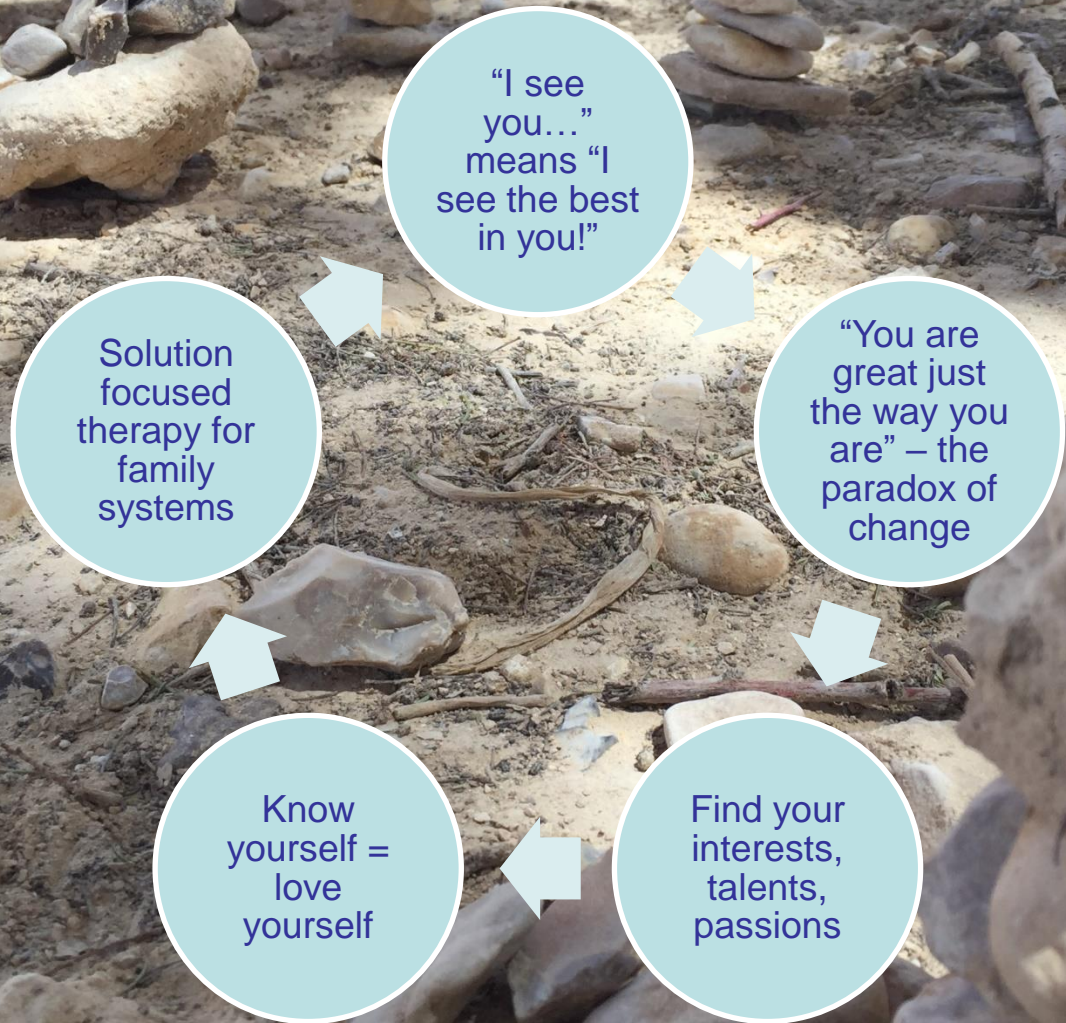 “I see
you…”
means “I
see the best
in you!”
“You are
great just
the way you
are” – the
paradox of
change
Find your
interests,
talents,
passions
Know
yourself =
love
yourself
Solution
focused
therapy for
family
systems